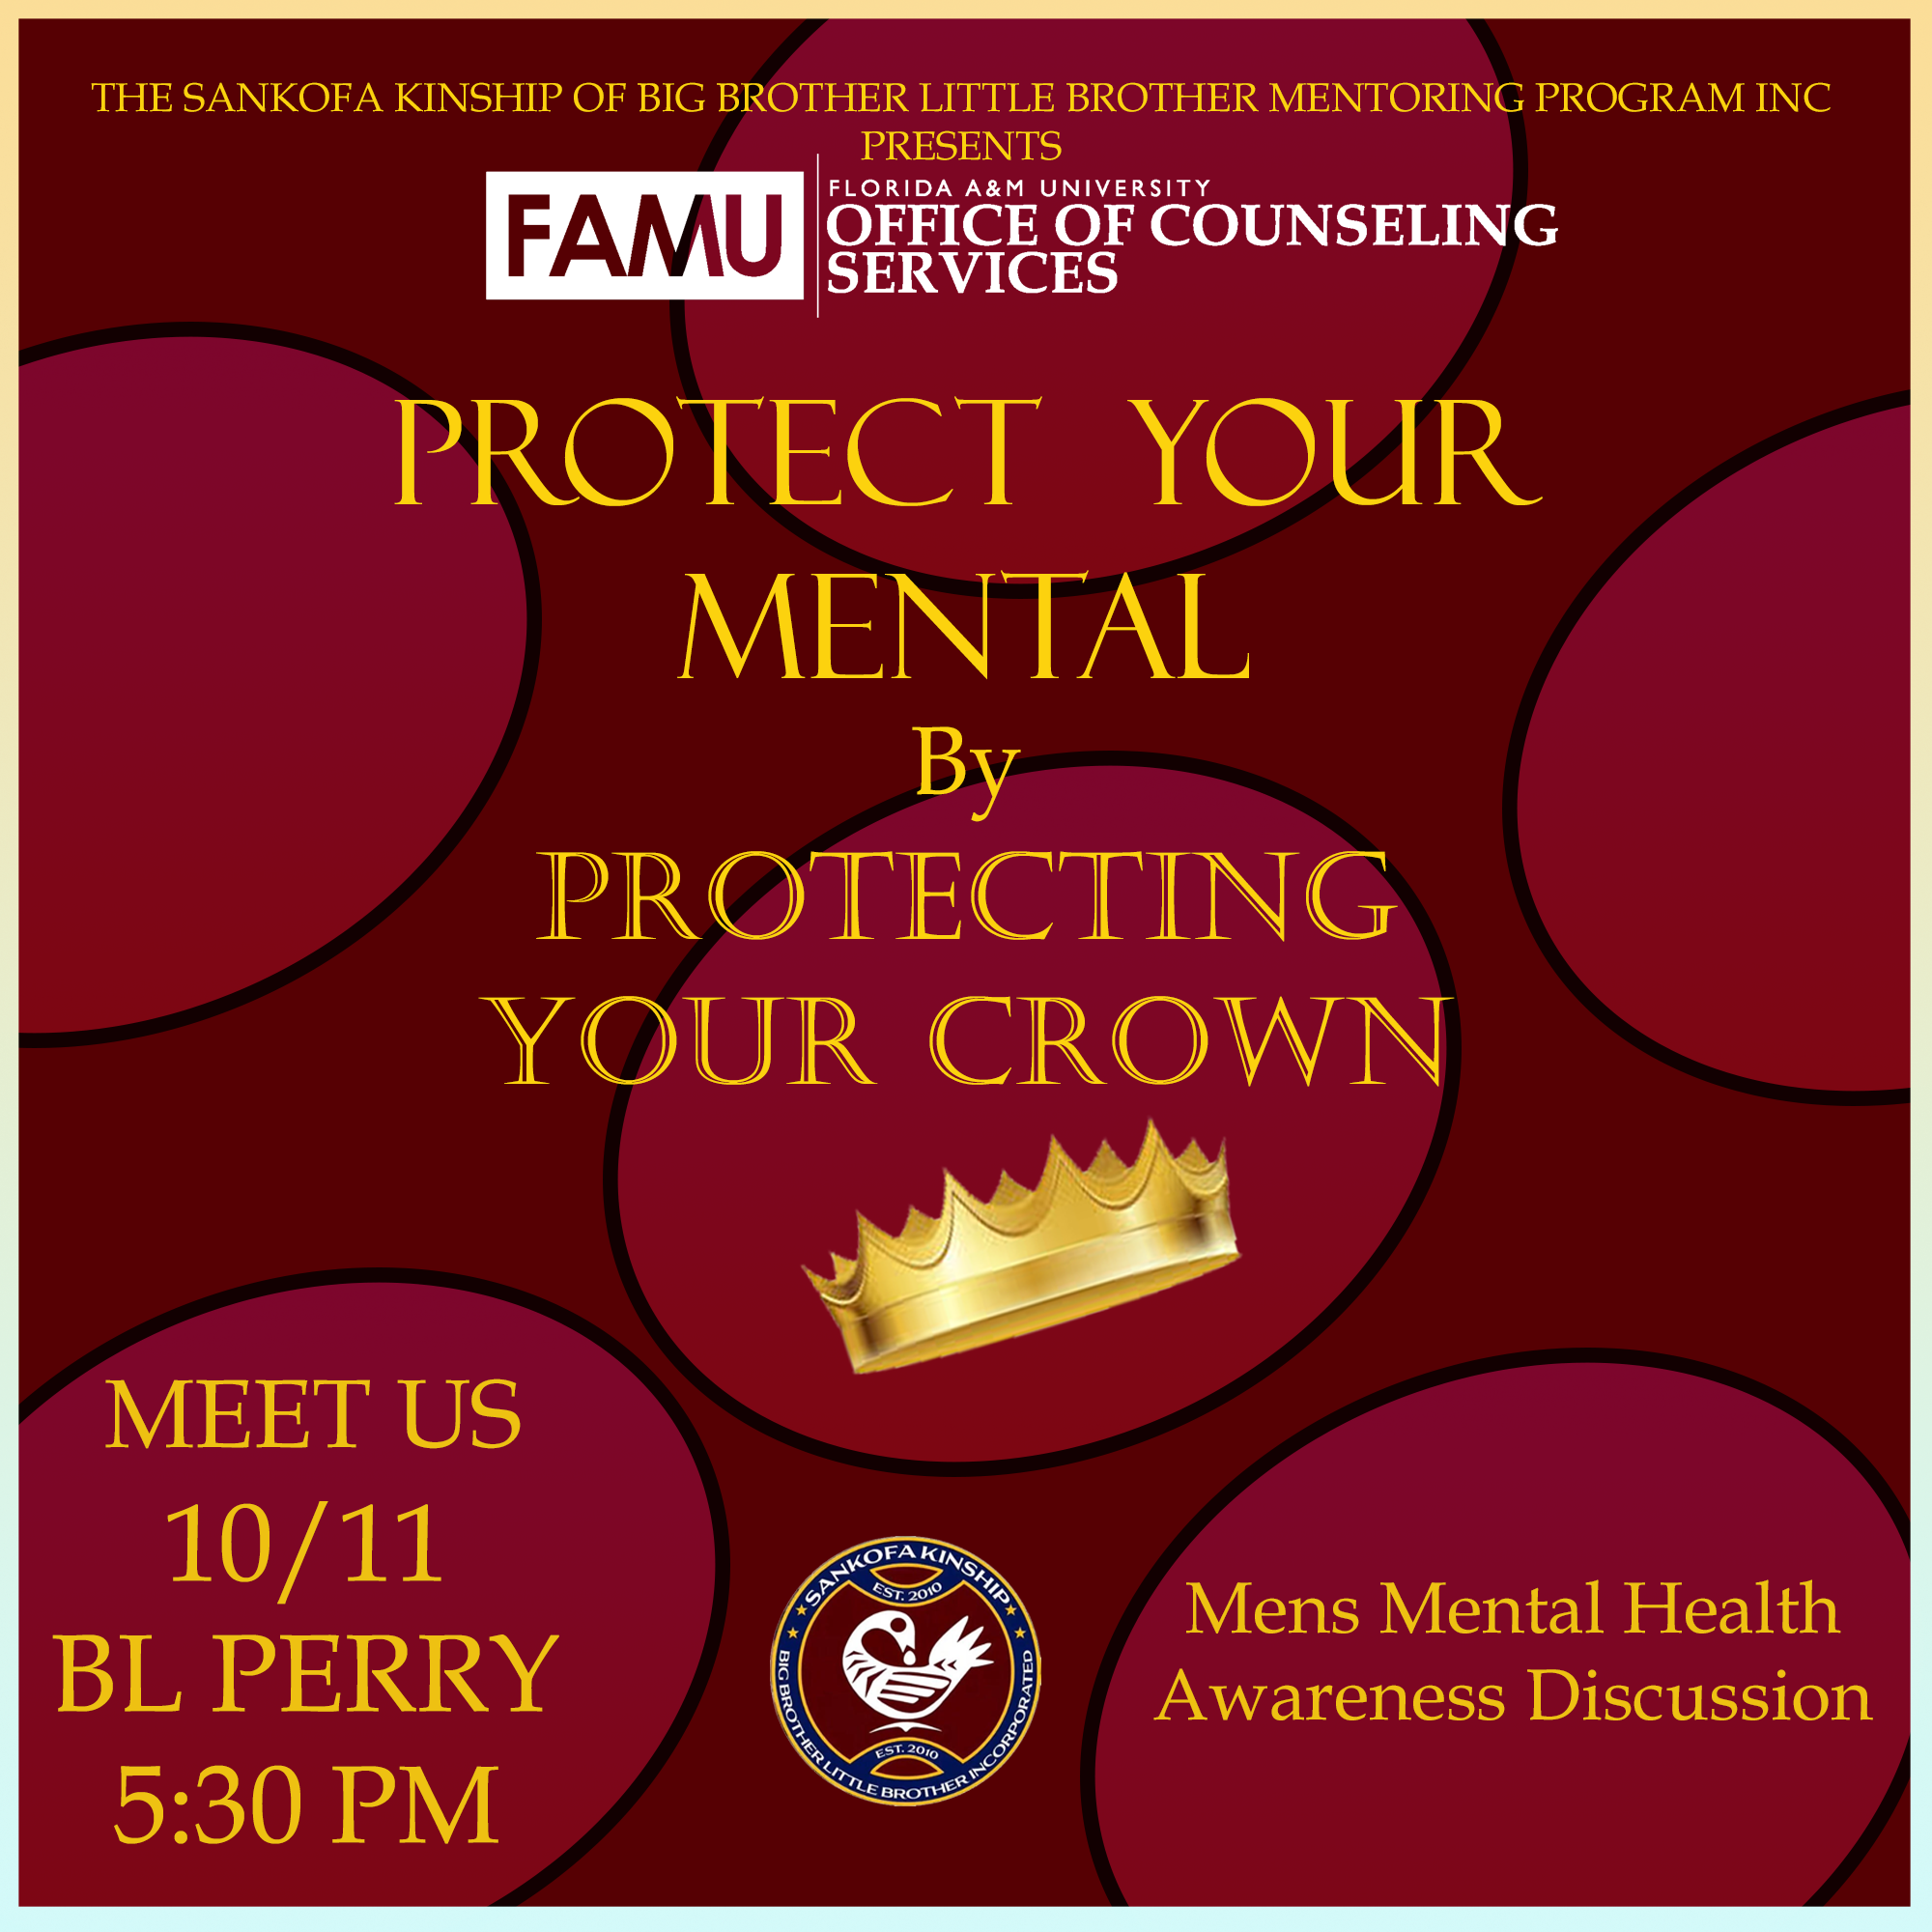 THE SANKOFA KINSHIP OF BIG BROTHER LITTLE BROTHER MENTORING PROGRAM INC
PRESENTS
FAMU
FLORIDA A&M UNIVERSITY
OFFICE OF COUNSELING
SERVICES
PROTECT YOUR
MENTAL
By
PROTECTING
YOUR CROWN
MEET US
10/11
BL PERRY
5:30 PM
SANKOFA KINSHIP
EST. 2010
EST. 2010
BIG BROTHER LITTLE BROTHER INCORPORATED
Mens Mental Health
Awareness Discussion